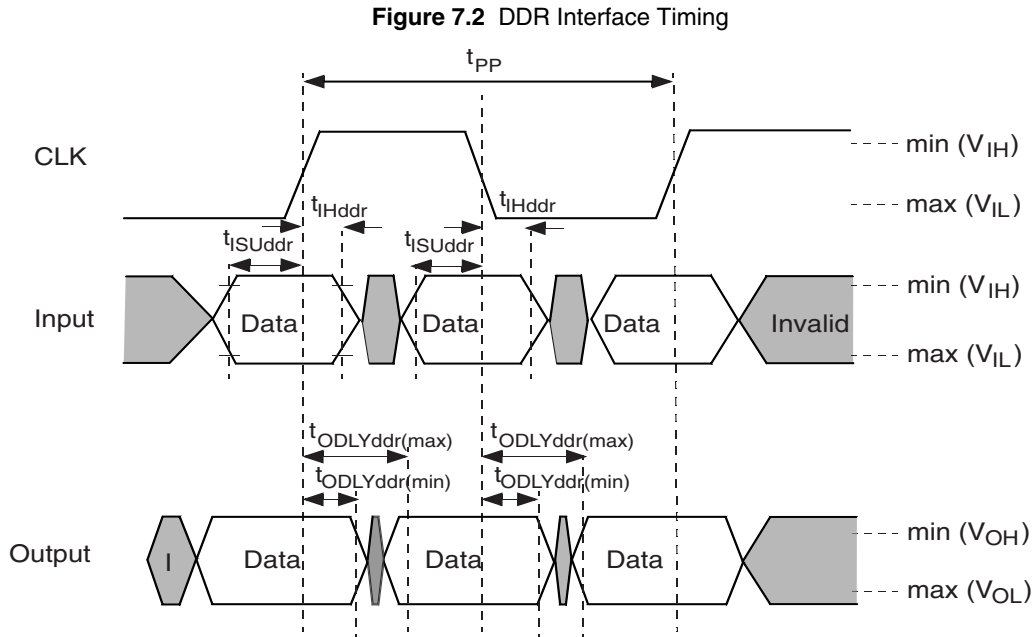 Figure 7.2 DDR Interface Timing
tPP
CLK
min (VIH)
max (VIL)
tIHddr
tIHddr
tISUddr
tISUddr
Input
Data
Data
Data
Invalid
min (VIH)
max (VIL)
tODLYddr(max)
tODLYddr(max)
tODLYddr(min)
tODLYddr(min)
Output
I
Data
Data
Data
min (VOH)
max (VOL)